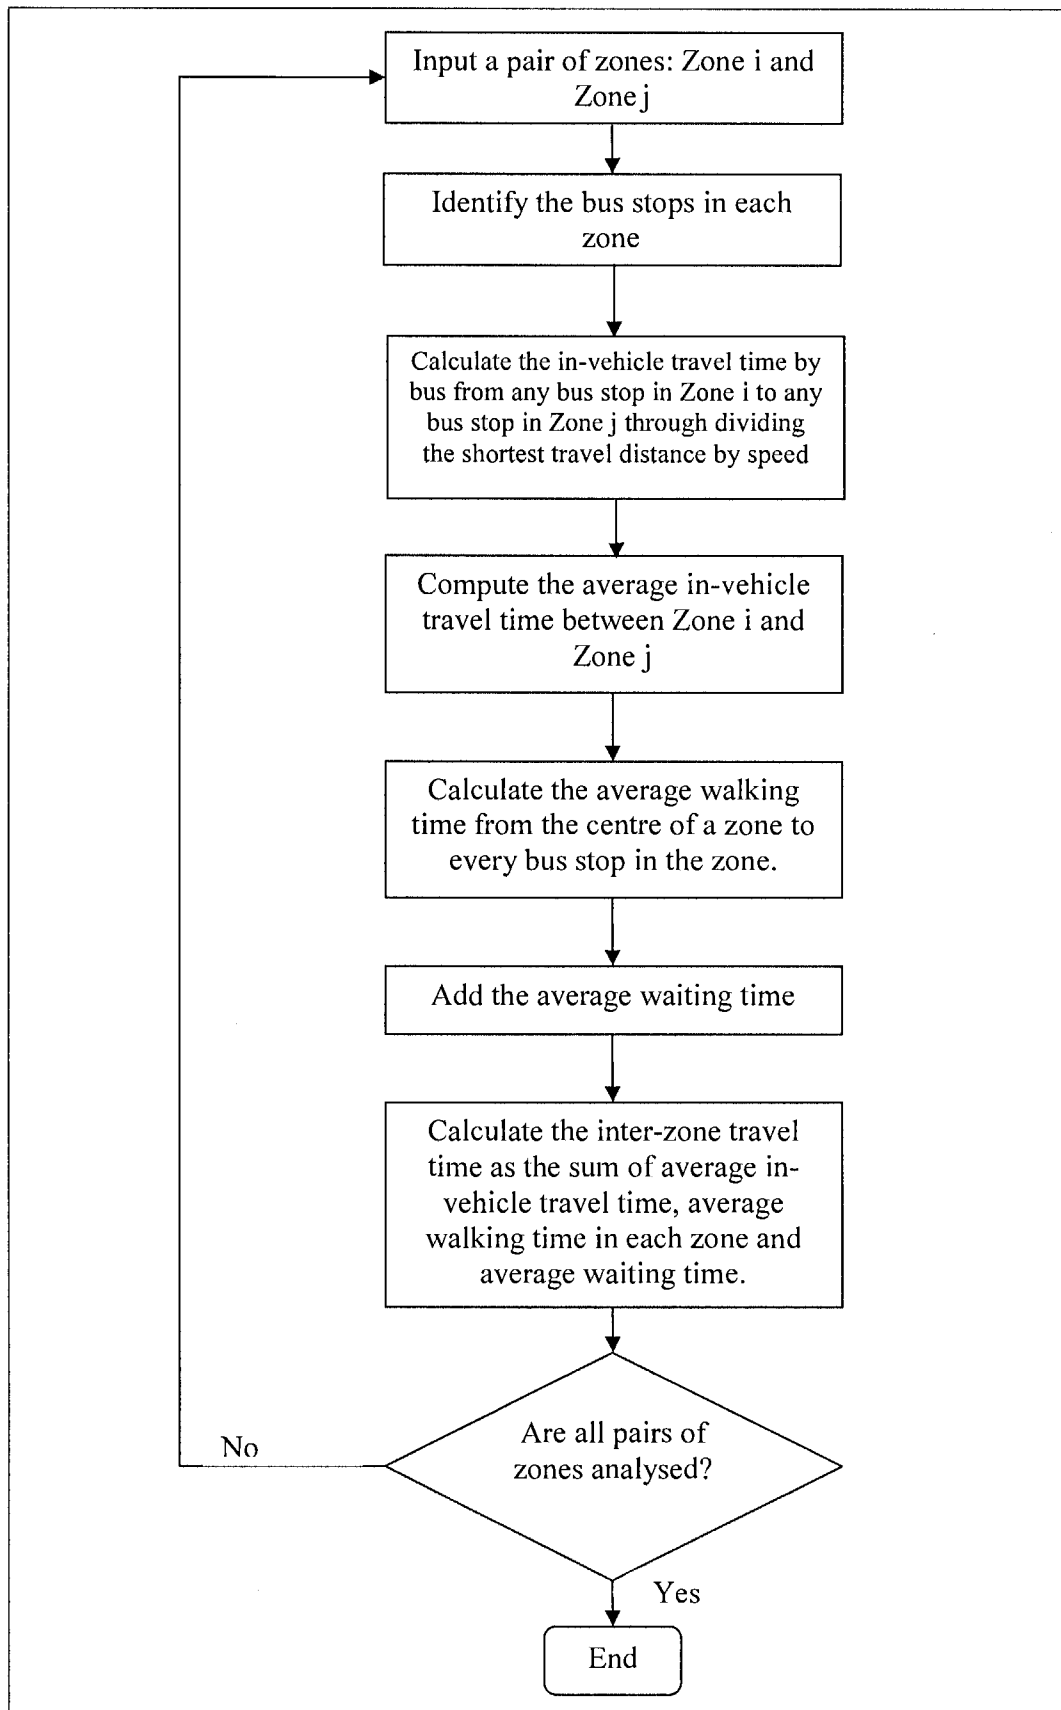 Input a pair of zones: Zone i and
Zone j
Identify the bus stops in each
zone
Calculate the in-vehicle travel time by
bus from any bus stop in Zone i to any
bus stop in Zone j through dividing
the shortest travel distance by speed
Compute the average in-vehicle
travel time between Zone i and
Zone j
Calculate the average walking
time from the centre of a zone to
every bus stop in the zone.
Add the average waiting time
Calculate the inter-zone travel
time as the sum of average in-
vehicle travel time, average
walking time in each zone and
average waiting time.
Are all pairs of
zones analysed?
No
Yes
End